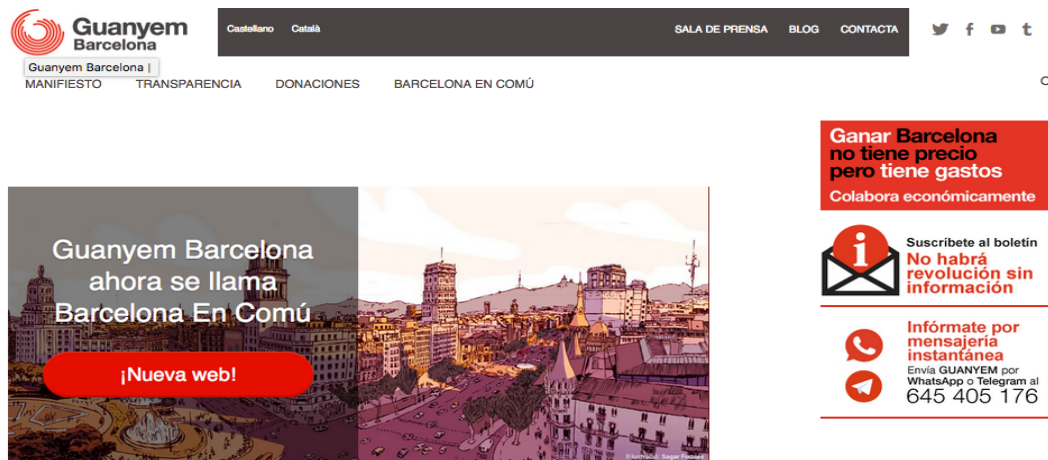 Guanyem
Barcelona
Castellano Català
SALA DE PRENSA BLOG CONTACTA
Guanyem Barcelona |
MANIFIESTO TRANSPARENCIA DONACIONES BARCELONA EN COMÚ
Guanyem Barcelona
ahora se llama
Barcelona En Comú
¡Nueva web!
Ganar Barcelona
no tiene precio
pero tiene gastos
Colabora económicamente
Suscríbete al boletín
No habrá
revolución sin
información
Infórmate por
mensajería
instantánea
Envía GUANYEM por
WhatsApp o Telegram al
645 405 176